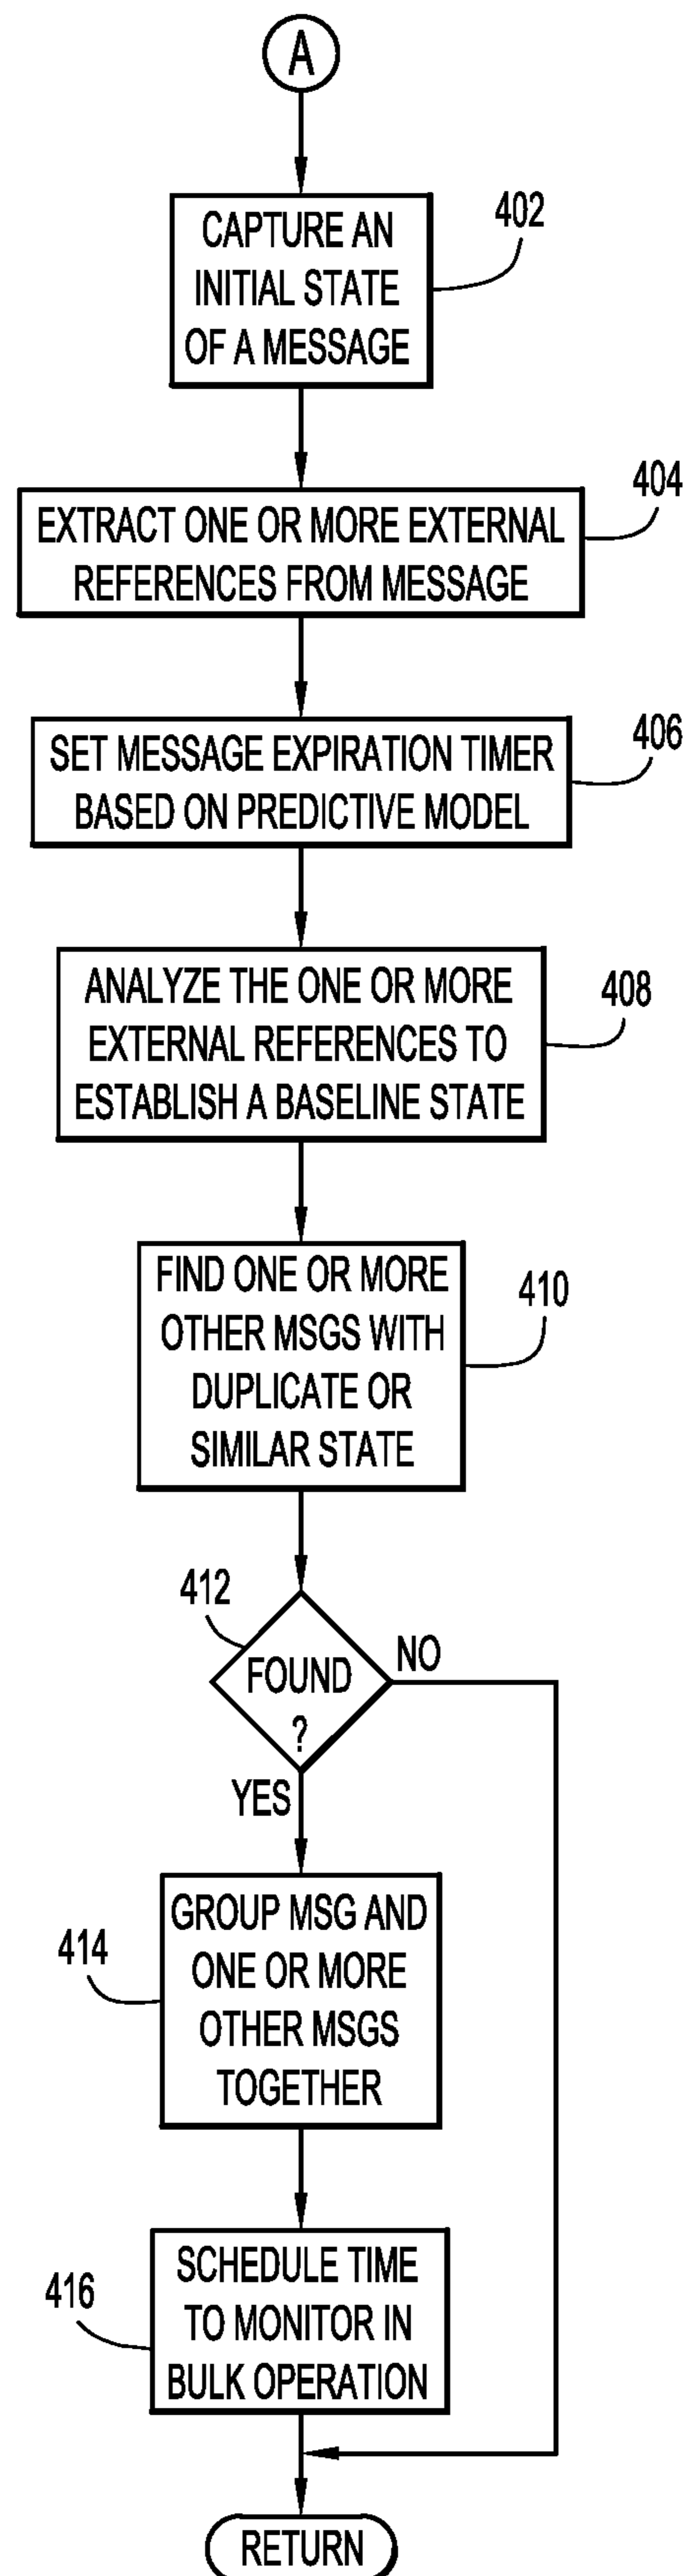 A
402
CAPTURE AN
INITIAL STATE
OF A MESSAGE
404
EXTRACT ONE OR MORE EXTERNAL
REFERENCES FROM MESSAGE
406
SET MESSAGE EXPIRATION TIMER
BASED ON PREDICTIVE MODEL
408
ANALYZE THE ONE OR MORE
EXTERNAL REFERENCES TO
ESTABLISH A BASELINE STATE
410
FIND ONE OR MORE
OTHER MSGS WITH
DUPLICATE OR
SIMILAR STATE
412
FOUND
?
NO
YES
414
GROUP MSG AND
ONE OR MORE
OTHER MSGS
TOGETHER
416
SCHEDULE TIME
TO MONITOR IN
BULK OPERATION
RETURN